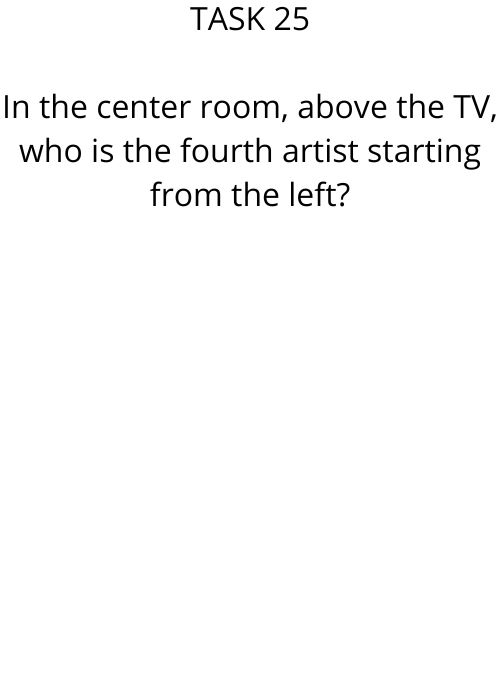 TASK 25
In the center room, above the TV,
who is the fourth artist starting
from the left?